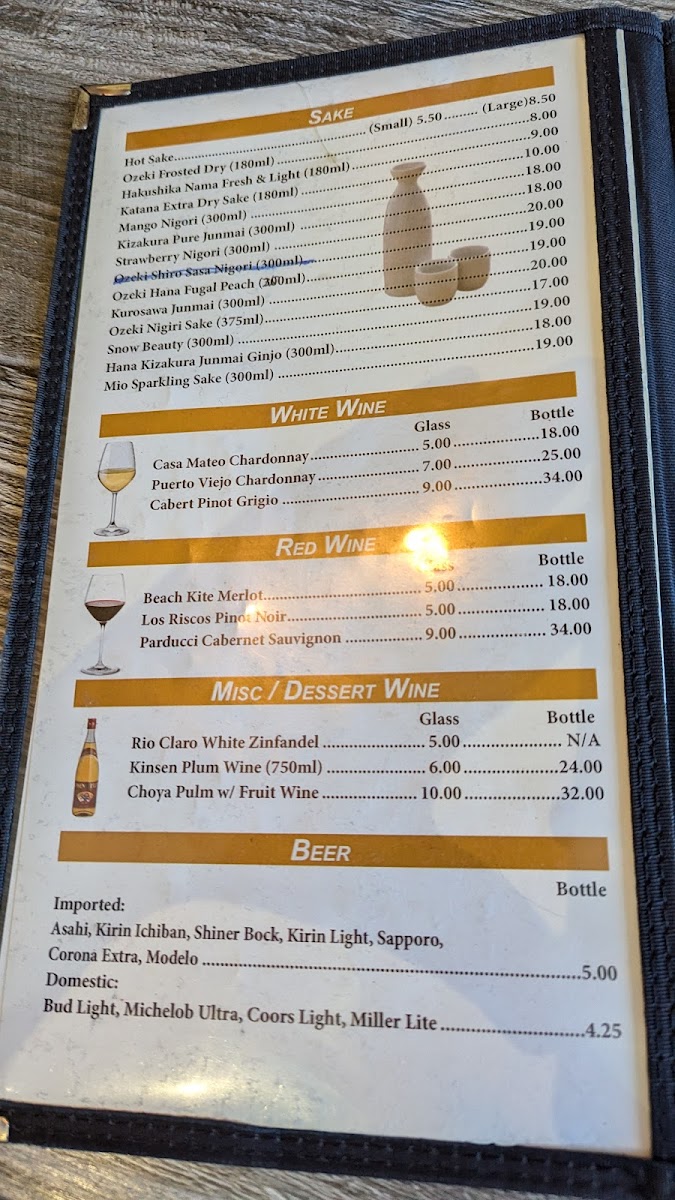 SAKE
Hot Sake (Small) 5.50 (Large)8.50
Ozeki Frosted Dry (180ml) 8.00
Hakushika Nama Fresh & Light (180ml) 9.00
Katana Extra Dry Sake (180ml) 10.00
Mango Nigori (300ml) 18.00
Kizakura Pure Junmai (300ml) 18.00
Strawberry Nigori (300ml) 20.00
Ozeki Shiro Sasa Nigori (300ml) 19.00
Ozeki Hana Fugal Peach 19.00
Kurosawa Junmai (300ml) 20.00
Ozeki Nigiri Sake (375ml) 17.00
Snow Beauty (300ml) 19.00
Hana Kizakura Junmai Ginjo (300ml) 18.00
Mio Sparkling Sake (300ml) 19.00
WHITE WINE
Glass Bottle
Casa Mateo Chardonnay 5.00 18.00
Puerto Viejo Chardonnay 7.00 25.00
Cabert Pinot Grigio 9.00 34.00
RED WINE
Bottle
Beach Kite Merlot 5.00 18.00
Los Riscos Pinot Noir 5.00 18.00
Parducci Cabernet Sauvignon 9.00 34.00
MISC / DESSERT WINE
Glass Bottle
Rio Claro White Zinfandel 5.00 N/A
Kinsen Plum Wine (750ml) 6.00 24.00
Choya Pulm w/ Fruit Wine 10.00 32.00
BEER
Bottle
Imported:
Asahi, Kirin Ichiban, Shiner Bock, Kirin Light, Sapporo,
Corona Extra, Modelo 5.00
Domestic:
Bud Light, Michelob Ultra, Coors Light, Miller Lite 4.25